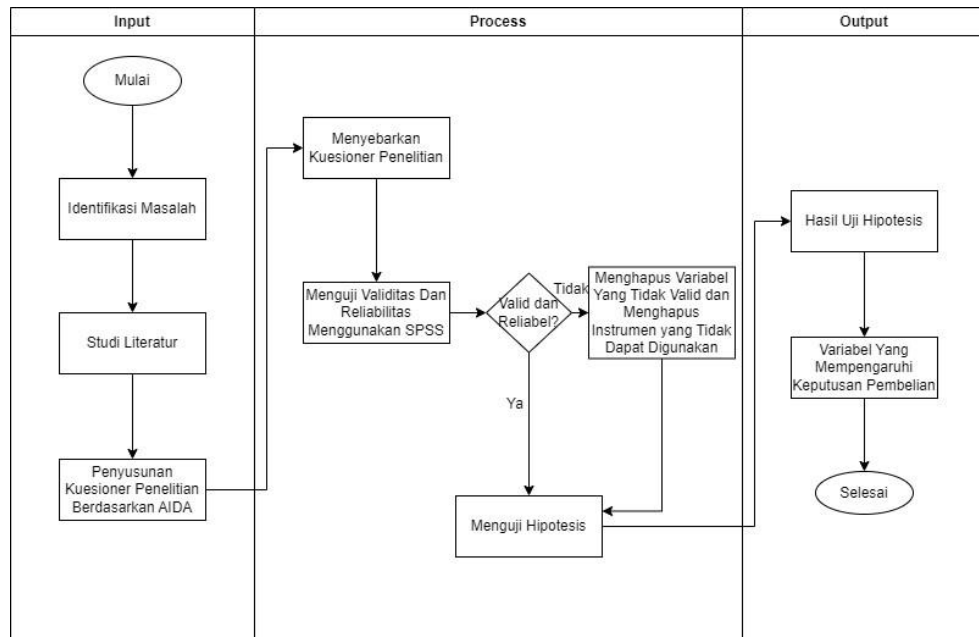 Input
Process
Output
Mulai
Identifikasi Masalah
Studi Literatur
Penyusunan
Kuesioner Penelitian
Berdasarkan AIDA
Menyebarkan
Kuesioner Penelitian
Menguji Validitas Dan
Reliabilitas
Menggunakan SPSS
Valid dan
Reliabel?
Tidak
Menghapus Variabel
Yang Tidak Valid dan
Menghapus
Instrumen yang Tidak
Dapat Digunakan
Ya
Menguji Hipotesis
Hasil Uji Hipotesis
Variabel Yang
Mempengaruhi
Keputusan Pembelian
Selesai